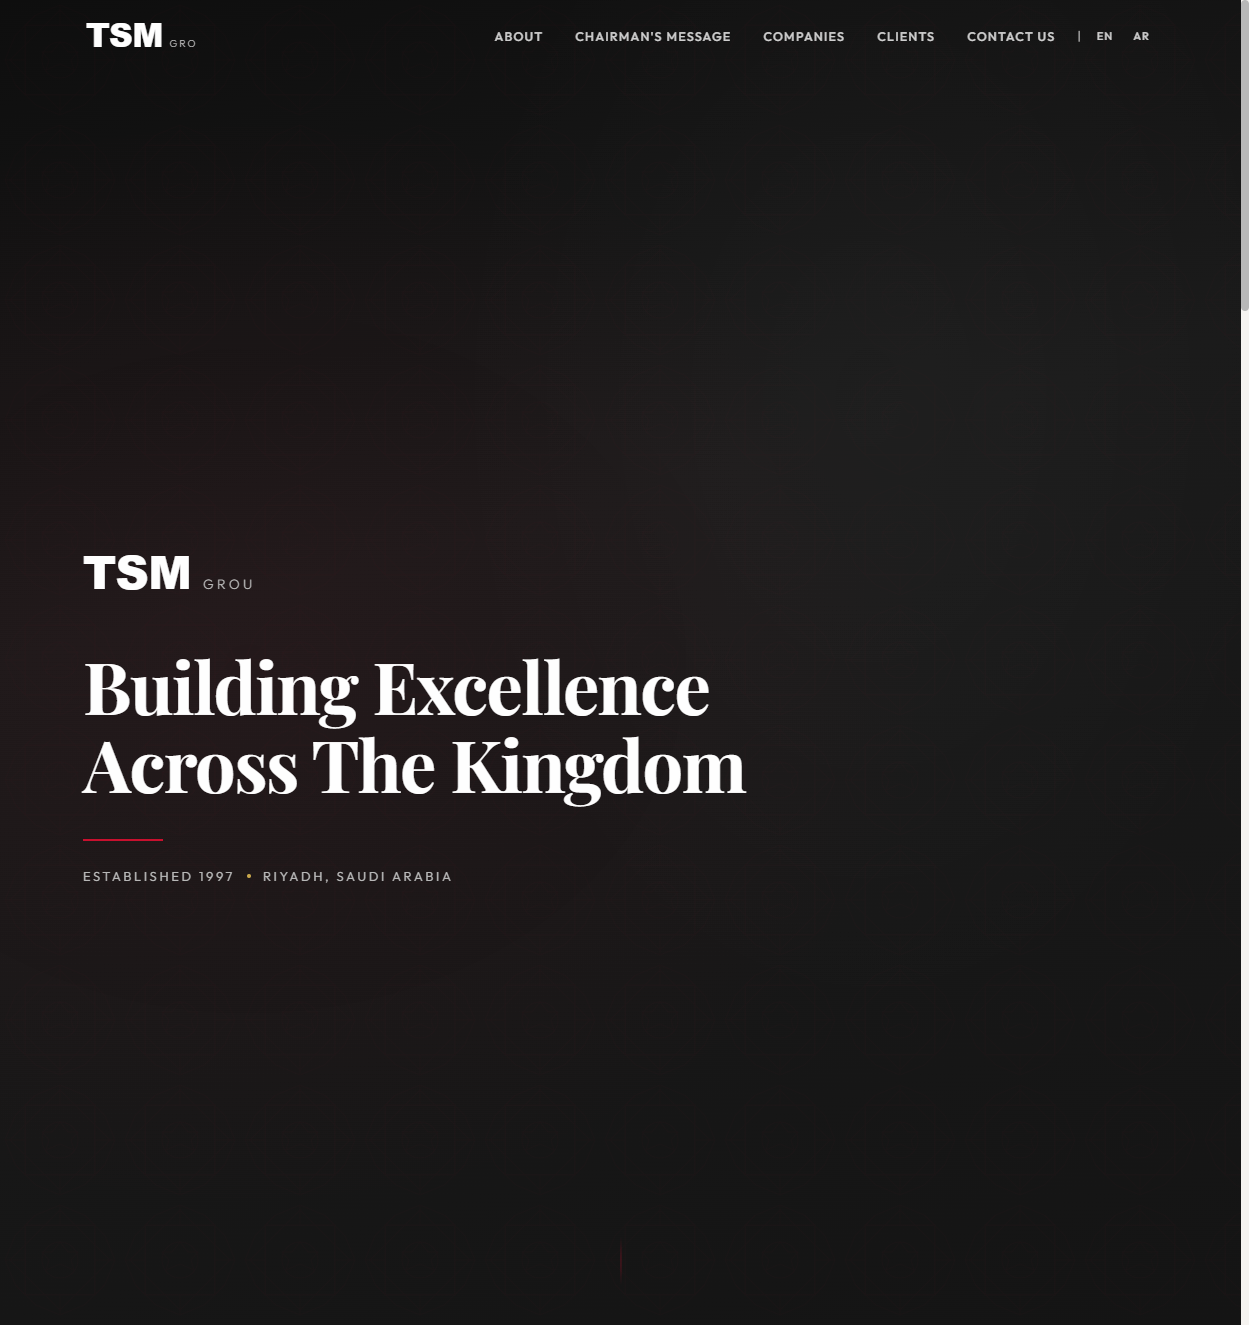 TSM GRO
ABOUT CHAIRMAN'S MESSAGE COMPANIES CLIENTS CONTACT US | EN AR
TSM GROU
Building Excellence
Across The Kingdom
ESTABLISHED 1997 • RIYADH, SAUDI ARABIA